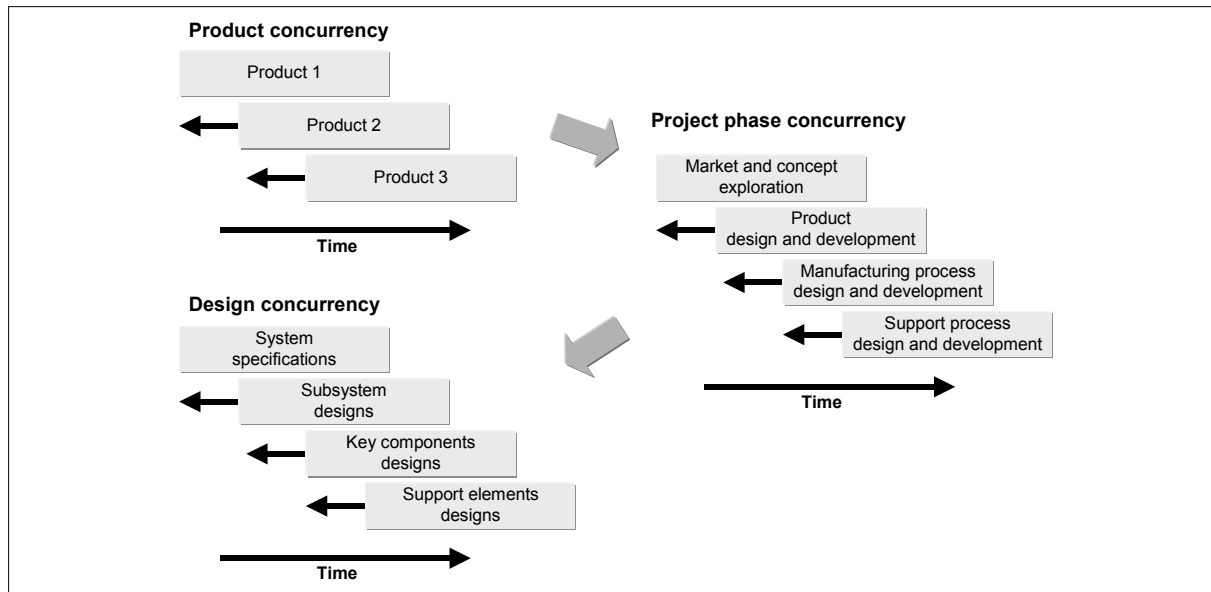 Product concurrency
Product 1
Product 2
Product 3
Time
Project phase concurrency
Market and concept
exploration
Product
design and development
Manufacturing process
design and development
Support process
design and development
Time
Design concurrency
System
specifications
Subsystem
designs
Key components
designs
Support elements
designs
Time